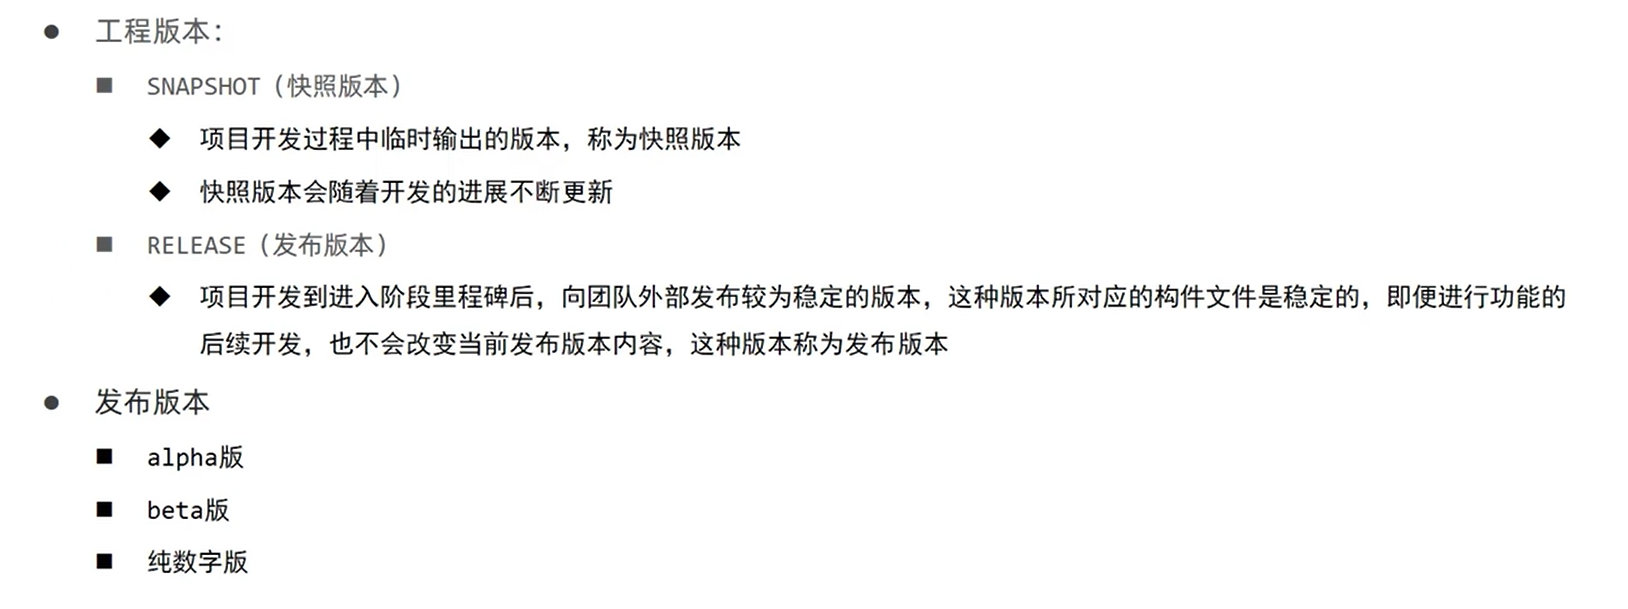 工程版本：
SNAPSHOT（快照版本）
项目开发过程中临时输出的版本，称为快照版本
快照版本会随着开发的进展不断更新
RELEASE（发布版本）
项目开发到进入阶段里程碑后，向团队外部发布较为稳定的版本，这种版本所对应的构件文件是稳定的，即便进行功能的
后续开发，也不会改变当前发布版本内容，这种版本称为发布版本
发布版本
alpha版
beta版
纯数字版